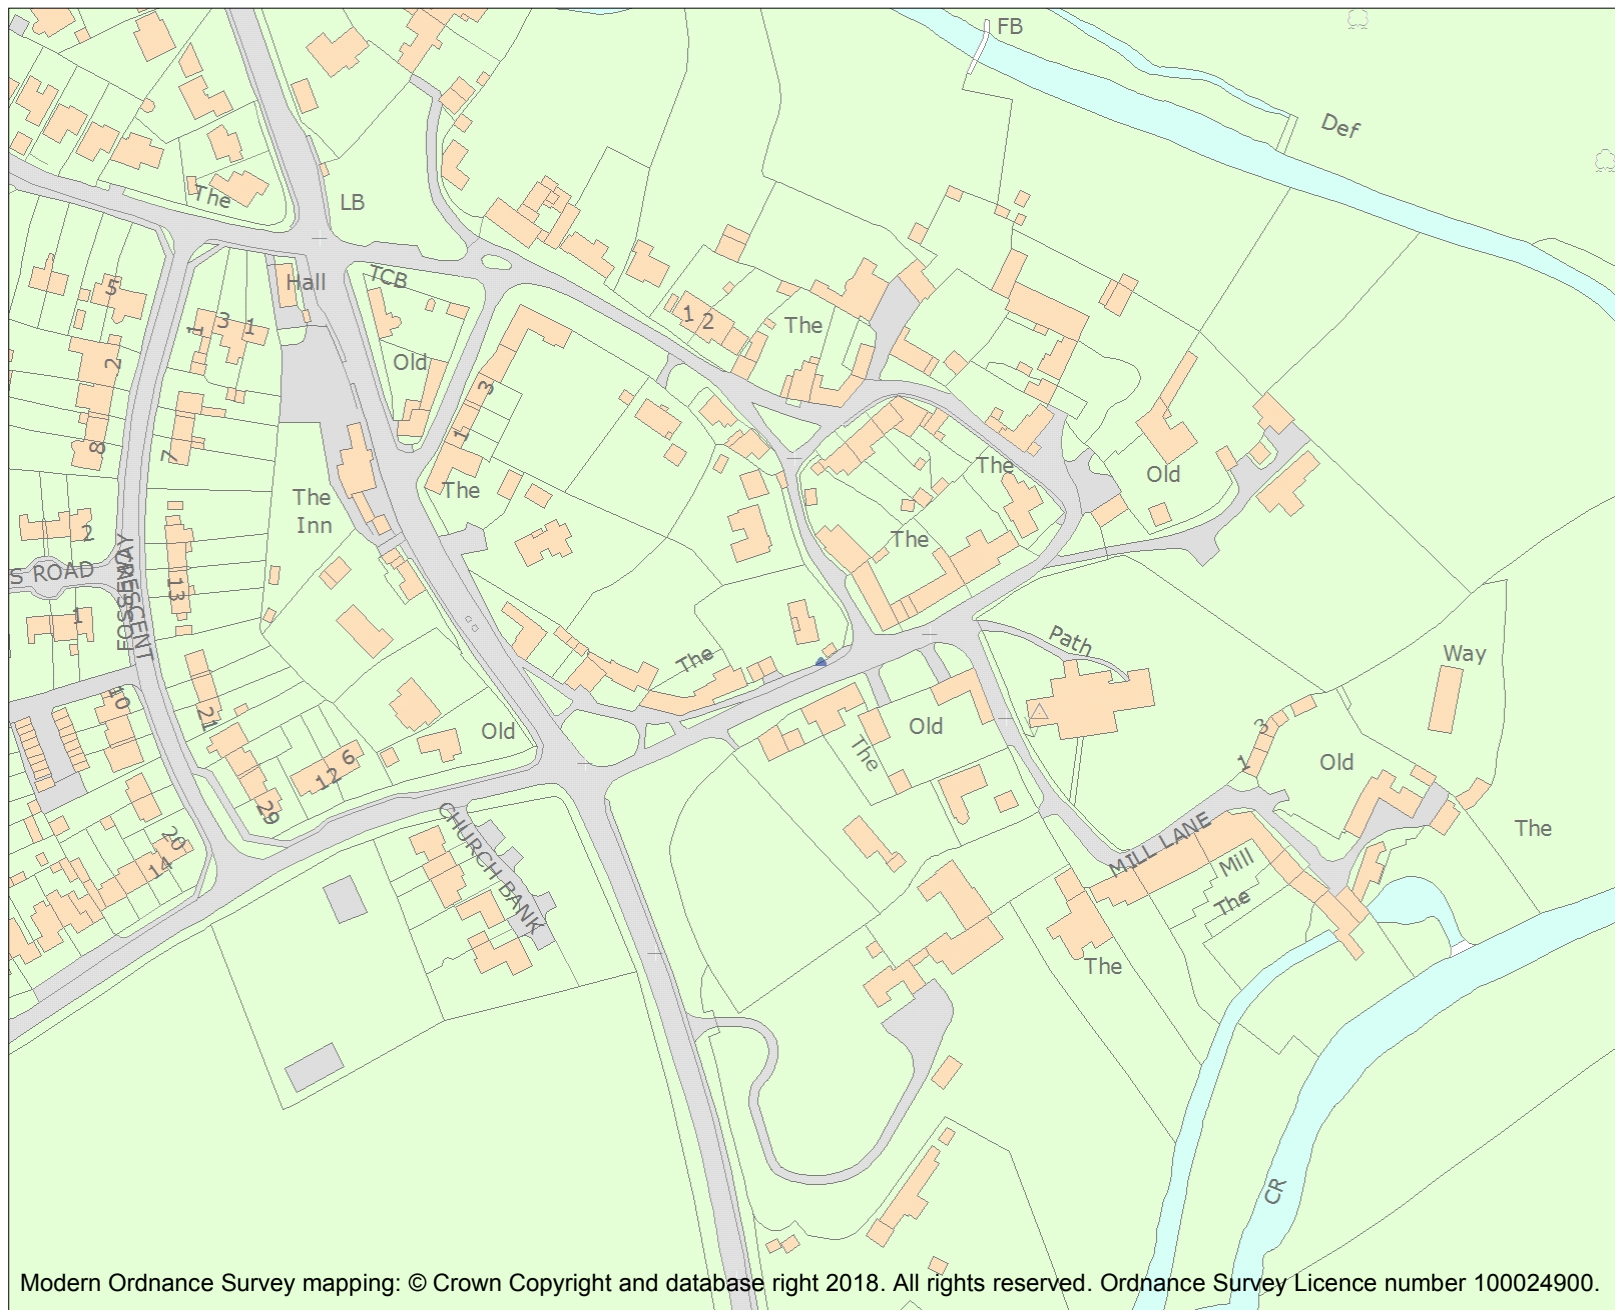 FB
Def
The
LB
TCB
Hall
5
1
3
1
2
8
7
Old
3
1
1 2
The
The
The
Inn
The
The
Old
2
S ROAD
FOSSEWAY
CRESCENT
13
1
Path
Way
The
The
10
21
Old
Old
The
12
6
29
3
1
Old
20
14
CHURCH BANK
MILL LANE
Mill
The
The
The
CR
Modern Ordnance Survey mapping: © Crown Copyright and database right 2018. All rights reserved. Ordnance Survey Licence number 100024900.